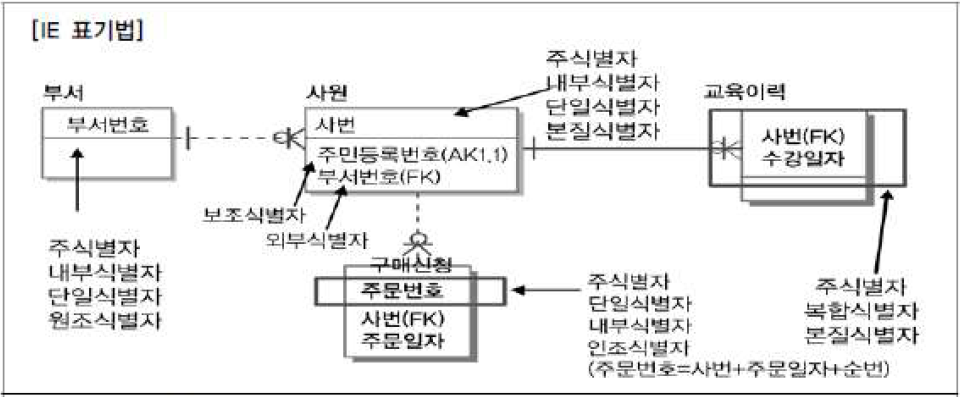 [IE 표기법]
부서
부서번호
주식별자
내부식별자
단일식별자
원조식별자
사원
사번
주민등록번호(AK1.1)
부서번호(FK)
보조식별자
외부식별자
주식별자
내부식별자
단일식별자
본질식별자
교육이력
사번(FK)
수강일자
주식별자
복합식별자
본질식별자
구매신청
주문번호
사번(FK)
주문일자
주식별자
단일식별자
내부식별자
인조식별자
(주문번호=사번+주문일자+순번)